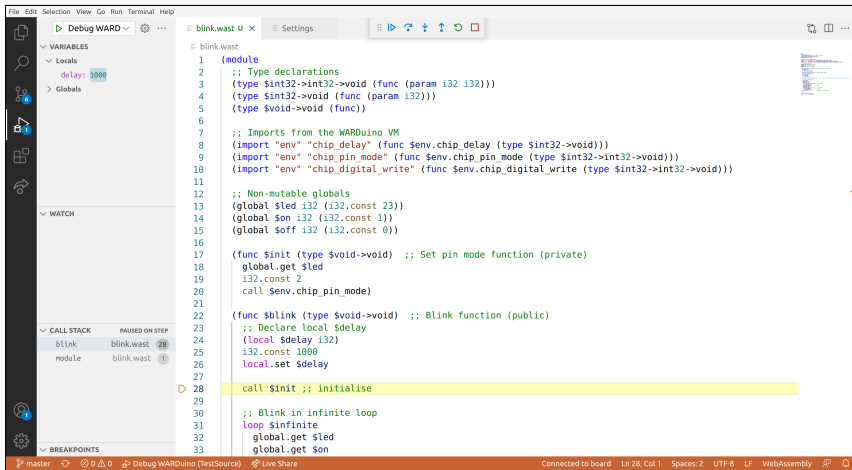 File Edit Selection View Go Run Terminal Help
Debug WARD
blink.wast U
Settings
VARIABLES
Locals
delay: 1000
Globals
WATCH
CALL STACK PAUSED ON STEP
blink blink.wast 28
module blink.wast 1
BREAKPOINTS
6
1
1
blink.wast
1 (module
2 ;; Type declarations
3 (type $int32->int32->void (func (param i32 i32)))
4 (type $int32->void (func (param i32)))
5 (type $void->void (func))
6
7 ;; Imports from the WARDuino VM
8 (import "env" "chip_delay" (func $env.chip_delay (type $int32->void)))
9 (import "env" "chip_pin_mode" (func $env.chip_pin_mode (type $int32->int32->void)))
10 (import "env" "chip_digital_write" (func $env.chip_digital_write (type $int32->int32->void)))
11
12 ;; Non-mutable globals
13 (global $led i32 (i32.const 23))
14 (global $on i32 (i32.const 1))
15 (global $off i32 (i32.const 0))
16
17 (func $init (type $void->void) ;; Set pin mode function (private)
18 global.get $led
19 i32.const 2
20 call $env.chip_pin_mode)
21
22 (func $blink (type $void->void) ;; Blink function (public)
23 ;; Declare local $delay
24 (local $delay i32)
25 i32.const 1000
26 local.set $delay
27
28 call $init ;; initialise
29
30 ;; Blink in infinite loop
31 loop $infinite
32 global.get $led
33 global.get $on
master 0 0 Debug WARDuino (TestSource) Live Share Connected to board Ln 28, Col 1 Spaces: 2 UTF-8 LF WebAssembly